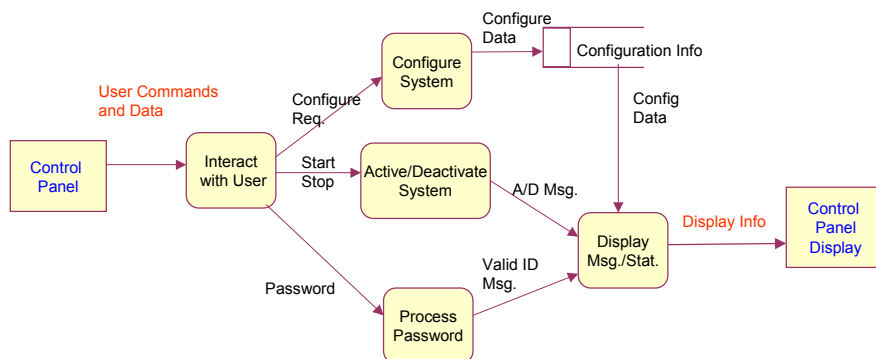 Configure
Data
Configuration Info
Configure
System
User Commands
and Data
Configure
Req.
Config
Data
Control
Panel
Interact
with User
Start
Stop
Active/Deactivate
System
A/D Msg.
Display
Msg./Stat.
Display Info
Control
Panel
Display
Password
Valid ID
Msg.
Process
Password